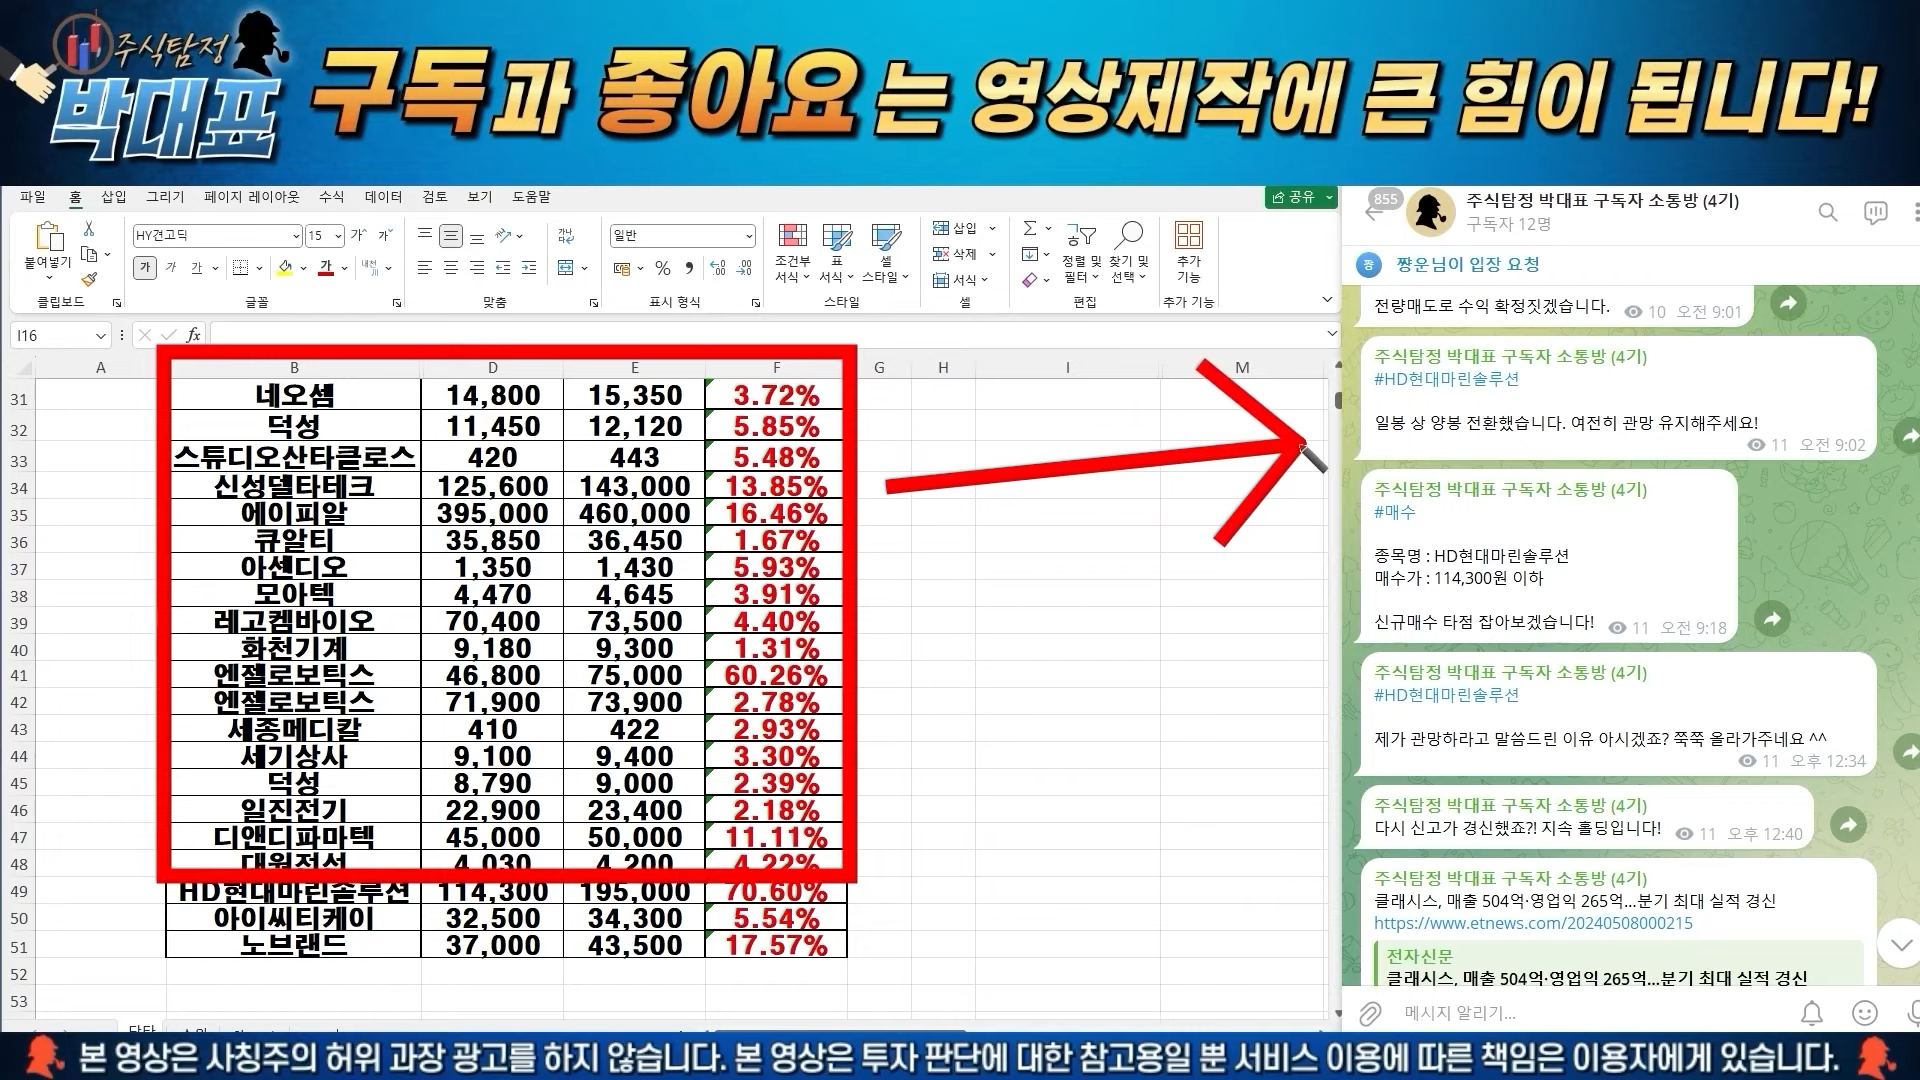 주식탐정
박대표
구독과 좋아요는 영상제작에 큰 힘이 됩니다!
파일 홈 삽입 그리기 페이지 레이아웃 수식 데이터 검토 보기 도움말
공유
붙여넣기
클립보드
HY견고딕 15 가 가
가 가 가 가 내천
글꼴
가나
맞춤
일반
% 9
표시 형식
조건부 서식
표 서식
셀 스타일
스타일
삽입
삭제
서식
셀
정렬 및 필터
찾기 및 선택
편집
추가 기능
추가 기능
I16 fx
A B D E F G H I M
31 네오셈 14,800 15,350 3.72%
32 덕성 11,450 12,120 5.85%
33 스튜디오산타클로스 420 443 5.48%
34 신성델타테크 125,600 143,000 13.85%
35 에이피알 395,000 460,000 16.46%
36 큐알티 35,850 36,450 1.67%
37 아센디오 1,350 1,430 5.93%
38 모아텍 4,470 4,645 3.91%
39 레고켐바이오 70,400 73,500 4.40%
40 화천기계 9,180 9,300 1.31%
41 엔젤로보틱스 46,800 75,000 60.26%
42 엔젤로보틱스 71,900 73,900 2.78%
43 세종메디칼 410 422 2.93%
44 세기상사 9,100 9,400 3.30%
45 덕성 8,790 9,000 2.39%
46 일진전기 22,900 23,400 2.18%
47 디앤디파마텍 45,000 50,000 11.11%
48 대원전선 4,030 4,200 4.22%
49 HD현대마린솔루션 114,300 195,000 70.60%
50 아이씨티케이 32,500 34,300 5.54%
51 노브랜드 37,000 43,500 17.57%
52
53
855
주식탐정 박대표 구독자 소통방 (4기)
구독자 12명
짱 짱운님이 입장 요청
전량매도로 수익 확정짓겠습니다. 10 오전 9:01
주식탐정 박대표 구독자 소통방 (4기)
#HD현대마린솔루션
일봉 상 양봉 전환했습니다. 여전히 관망 유지해주세요!
11 오전 9:02
주식탐정 박대표 구독자 소통방 (4기)
#매수
종목명 : HD현대마린솔루션
매수가 : 114,300원 이하
신규매수 타점 잡아보겠습니다! 11 오전 9:18
주식탐정 박대표 구독자 소통방 (4기)
#HD현대마린솔루션
제가 관망하라고 말씀드린 이유 아시겠죠? 쭉쭉 올라가주네요 ^^
11 오후 12:34
주식탐정 박대표 구독자 소통방 (4기)
다시 신고가 경신했죠?! 지속 홀딩입니다! 11 오후 12:40
주식탐정 박대표 구독자 소통방 (4기)
클래시스, 매출 504억·영업익 265억...분기 최대 실적 경신
https://www.etnews.com/20240508000215
전자신문
클래시스, 매출 504억·영업익 265억...분기 최대 실적 경신
메시지 알리기...
본 영상은 사칭주의 허위 과장 광고를 하지 않습니다. 본 영상은 투자 판단에 대한 참고용일 뿐 서비스 이용에 따른 책임은 이용자에게 있습니다.